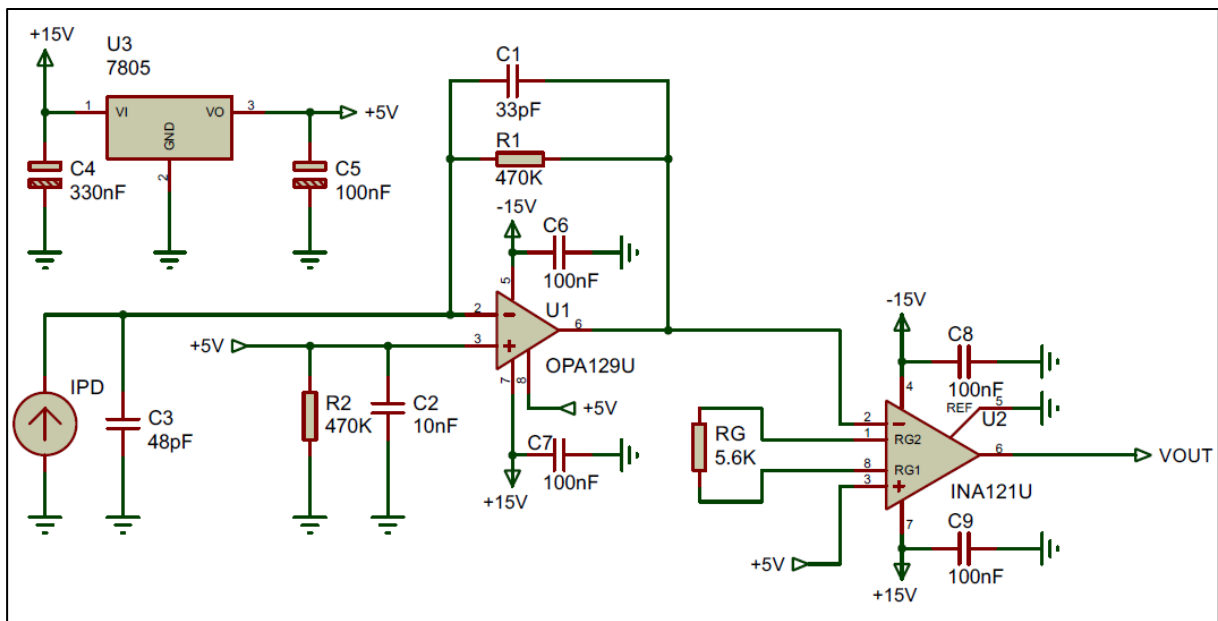 +15V
U3
7805
1
VI
VO
3
GND
2
+5V
C4
330nF
C5
100nF
C1
33pF
R1
470K
-15V
C6
100nF
5
2
U1
6
3
OPA129U
7
8
+5V
+5V
IPD
C3
48pF
R2
470K
C2
10nF
C7
100nF
+15V
-15V
C8
100nF
4
REF
5
U2
2
1
RG2
RG
5.6K
8
RG1
3
6
VOUT
INA121U
7
C9
100nF
+5V
+15V